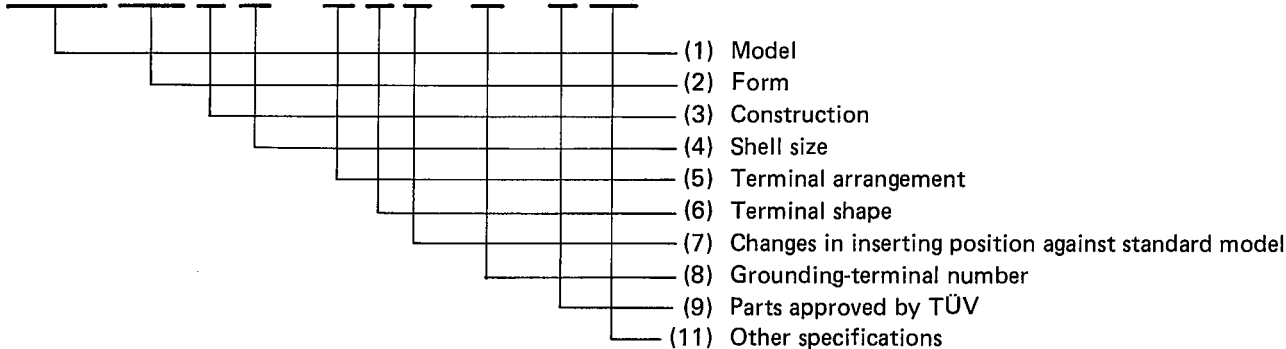 (1) Model
(2) Form
(3) Construction
(4) Shell size
(5) Terminal arrangement
(6) Terminal shape
(7) Changes in inserting position against standard model
(8) Grounding-terminal number
(9) Parts approved by TÜV
(11) Other specifications